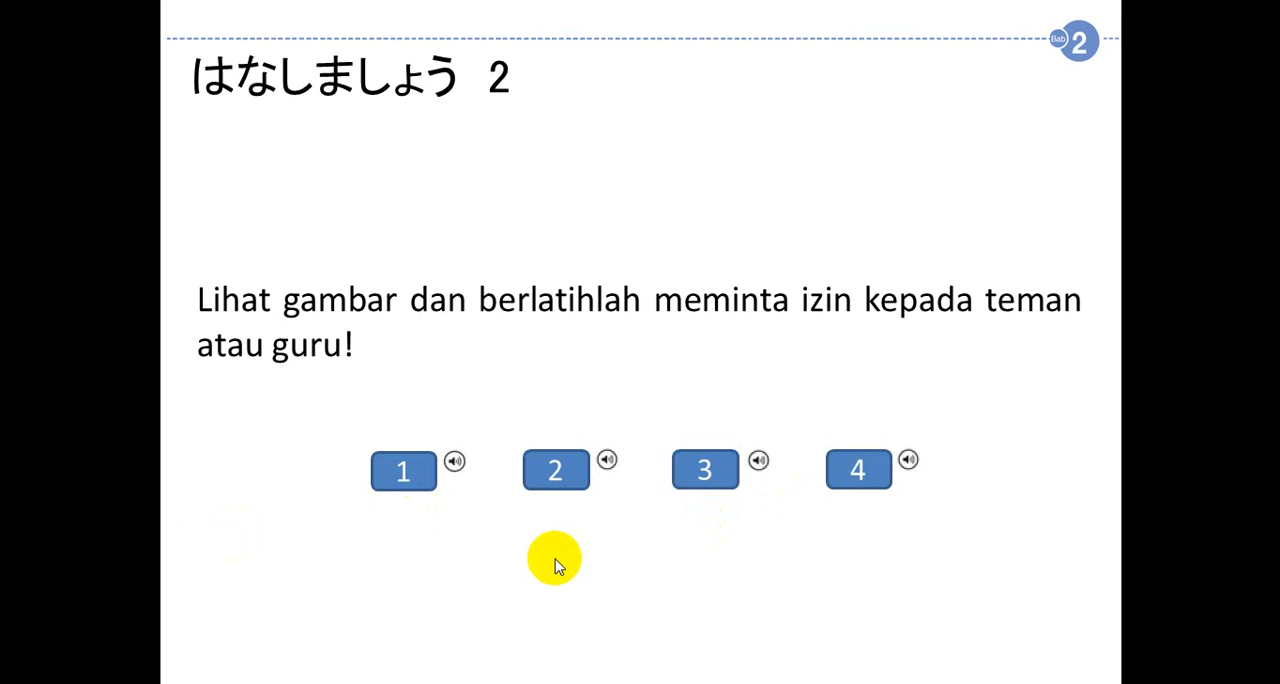 Bab 2
はなしましょう 2
Lihat gambar dan berlatihlah meminta izin kepada teman
atau guru!
1 2 3 4